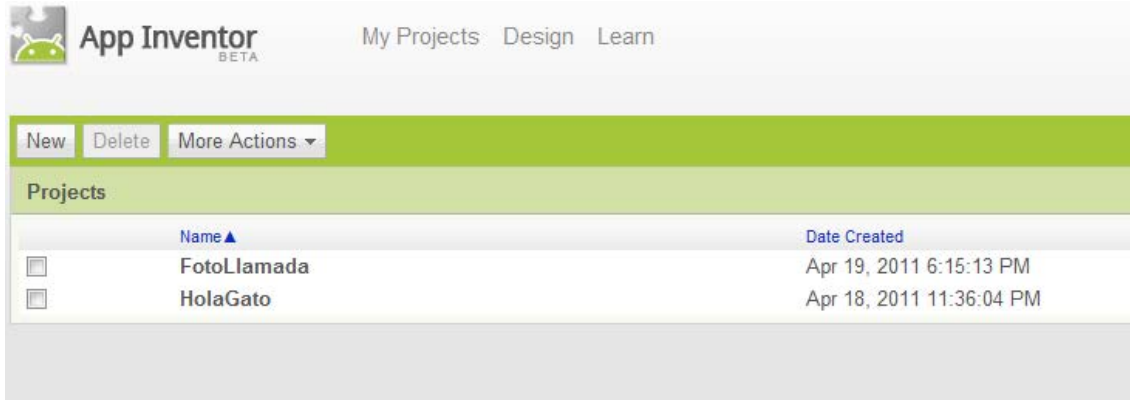 App Inventor
BETA
My Projects Design Learn
New Delete More Actions
Projects
Name Date Created
FotoLlamada Apr 19, 2011 6:15:13 PM
HolaGato Apr 18, 2011 11:36:04 PM